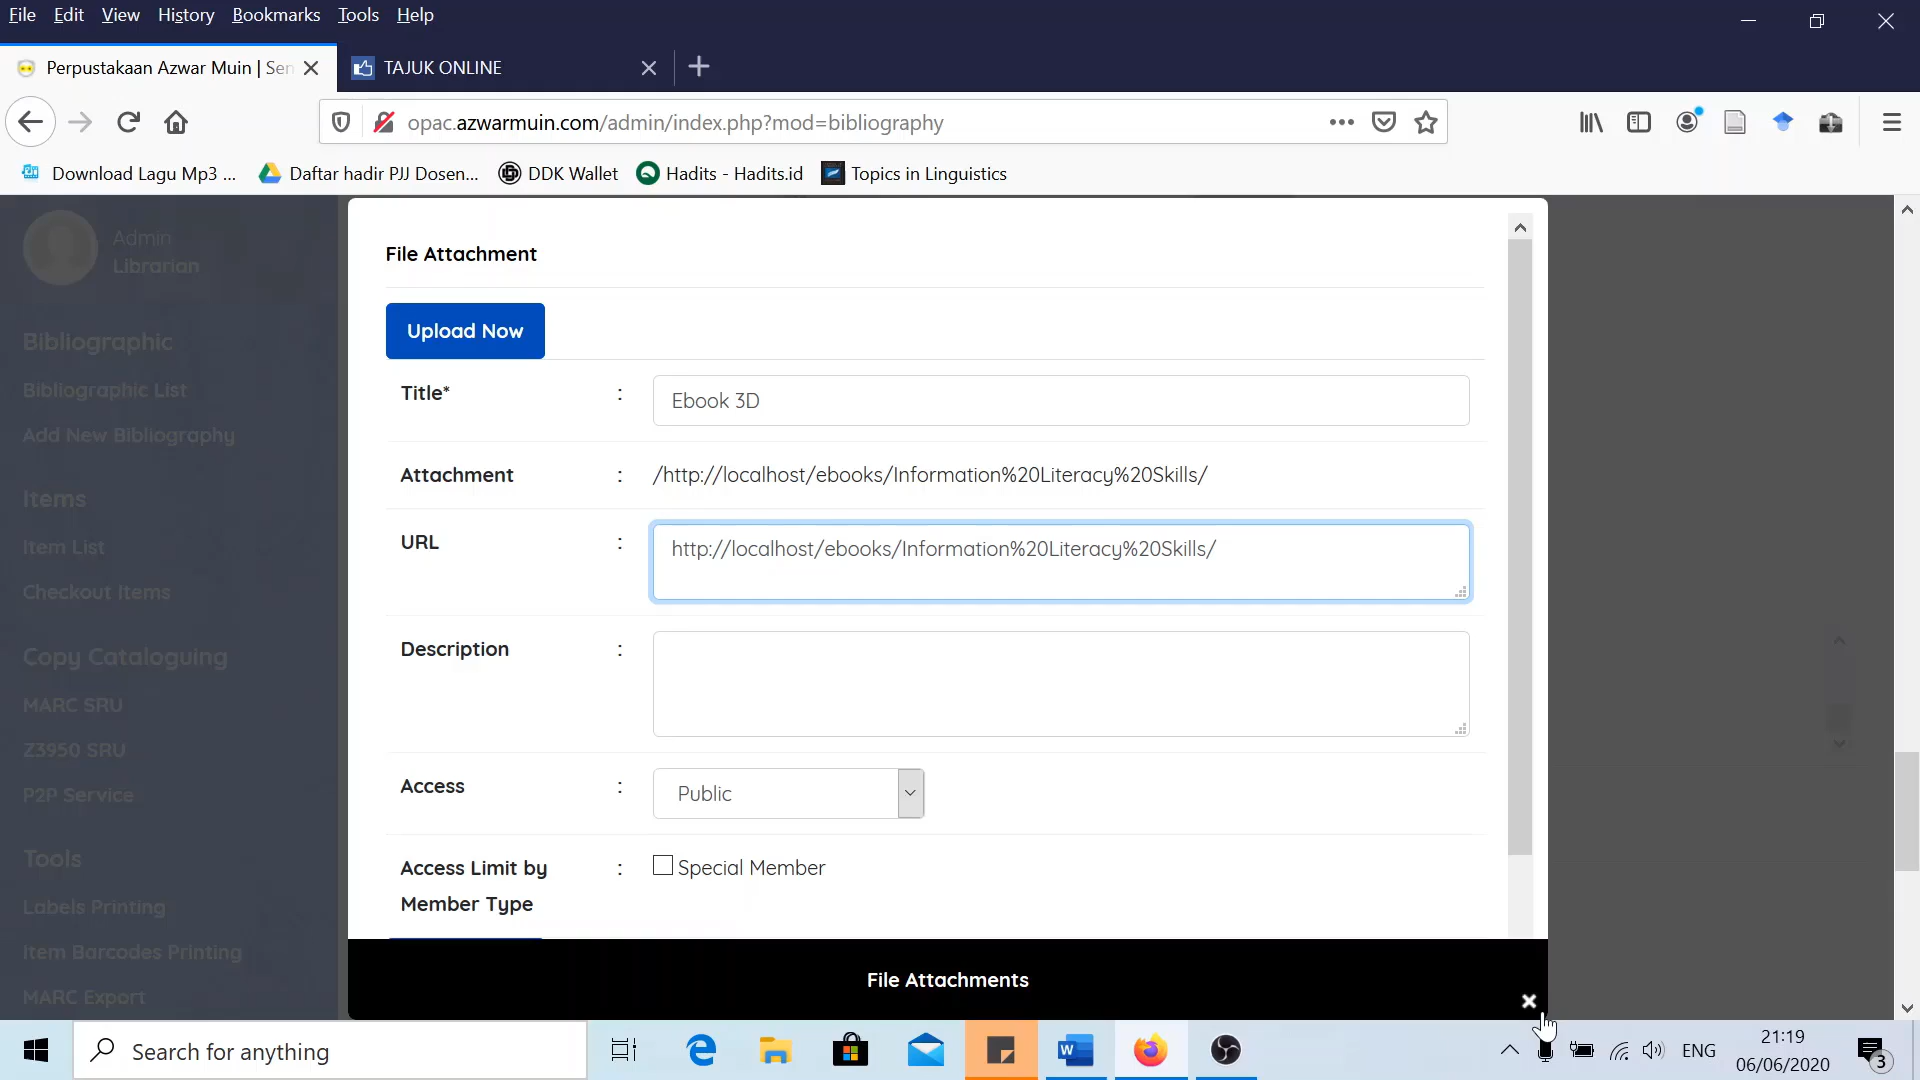 File Edit View History Bookmarks Tools Help
Perpustakaan Azwar Muin | Sen
TAJUK ONLINE
opac.azwarmuin.com/admin/index.php?mod=bibliography
Download Lagu Mp3 ...
Daftar hadir PJJ Dosen...
DDK Wallet
Hadits - Hadits.id
Topics in Linguistics
Admin
Librarian
Bibliographic
Bibliographic List
Add New Bibliography
Items
Item List
Checkout Items
Copy Cataloguing
MARC SRU
Z3950 SRU
P2P Service
Tools
Labels Printing
Item Barcodes Printing
MARC Export
File Attachment
Upload Now
Title* : Ebook 3D
Attachment : /http://localhost/ebooks/Information%20Literacy%20Skills/
URL : http://localhost/ebooks/Information%20Literacy%20Skills/
Description :
Access : Public
Access Limit by : Special Member
Member Type
File Attachments
Search for anything
ENG
21:19
06/06/2020
3